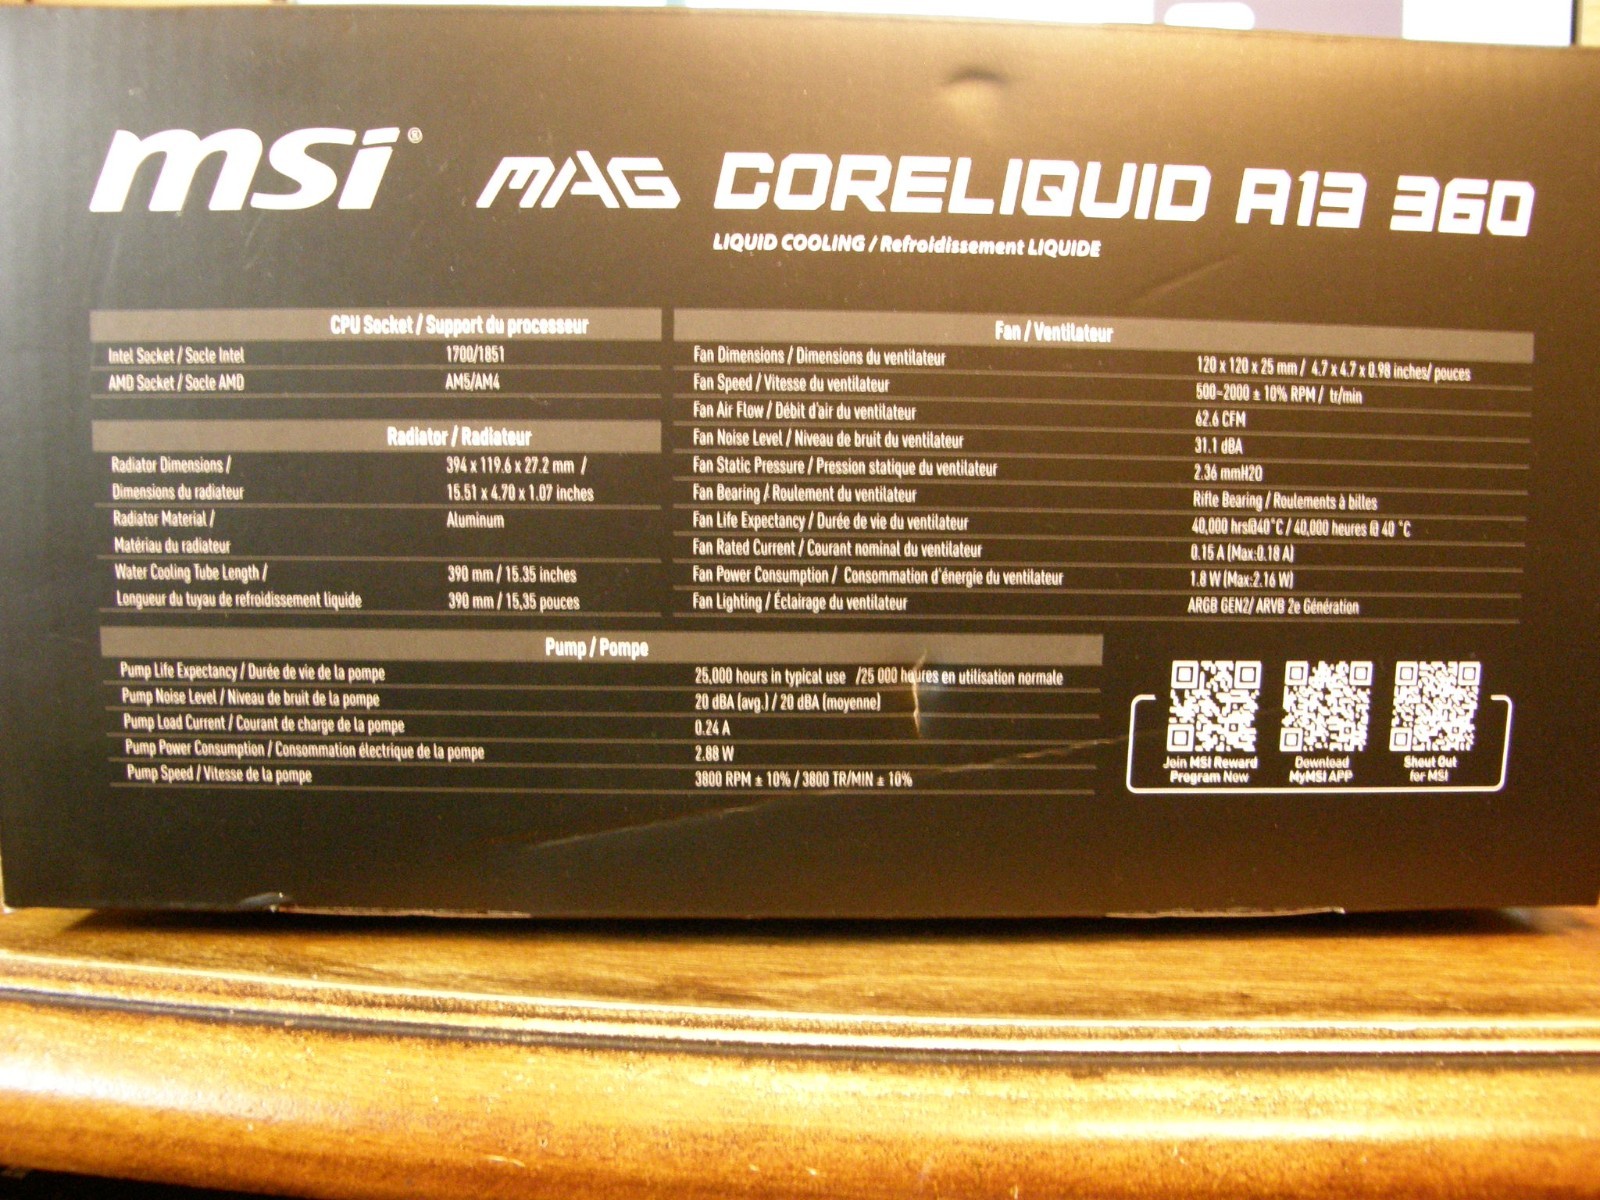 msi®
MAG CORELIQUID A13 360
LIQUID COOLING / Refroidissement LIQUIDE
CPU Socket / Support du processeur
Intel Socket / Socle Intel 1700/1851
AMD Socket / Socle AMD AM5/AM4
Radiator / Radiateur
Radiator Dimensions / 394 x 119.6 x 27.2 mm /
Dimensions du radiateur 15.51 x 4.70 x 1.07 inches
Radiator Material / Aluminum
Matériau du radiateur
Water Cooling Tube Length / 390 mm / 15.35 inches
Longueur du tuyau de refroidissement liquide 390 mm / 15,35 pouces
Fan / Ventilateur
Fan Dimensions / Dimensions du ventilateur 120 x 120 x 25 mm / 4.7 x 4.7 x 0.98 inches/ pouces
Fan Speed / Vitesse du ventilateur 500~2000 ± 10% RPM / tr/min
Fan Air Flow / Débit d'air du ventilateur 62.6 CFM
Fan Noise Level / Niveau de bruit du ventilateur 31.1 dBA
Fan Static Pressure / Pression statique du ventilateur 2.36 mmH2O
Fan Bearing / Roulement du ventilateur Rifle Bearing / Roulements à billes
Fan Life Expectancy / Durée de vie du ventilateur 40,000 hrs@40°C / 40,000 heures @ 40 °C
Fan Rated Current / Courant nominal du ventilateur 0.15 A (Max:0.18 A)
Fan Power Consumption / Consommation d'énergie du ventilateur 1.8 W (Max:2.16 W)
Fan Lighting / Éclairage du ventilateur ARGB GEN2/ ARVB 2e Génération
Pump / Pompe
Pump Life Expectancy / Durée de vie de la pompe 25,000 hours in typical use /25 000 heures en utilisation normale
Pump Noise Level / Niveau de bruit de la pompe 20 dBA (avg.) / 20 dBA (moyenne)
Pump Load Current / Courant de charge de la pompe 0.24 A
Pump Power Consumption / Consommation électrique de la pompe 2.88 W
Pump Speed / Vitesse de la pompe 3800 RPM ± 10% / 3800 TR/MIN ± 10%
Join MSI Reward
Program Now
Download
MyMSI APP
Shout Out
for MSI